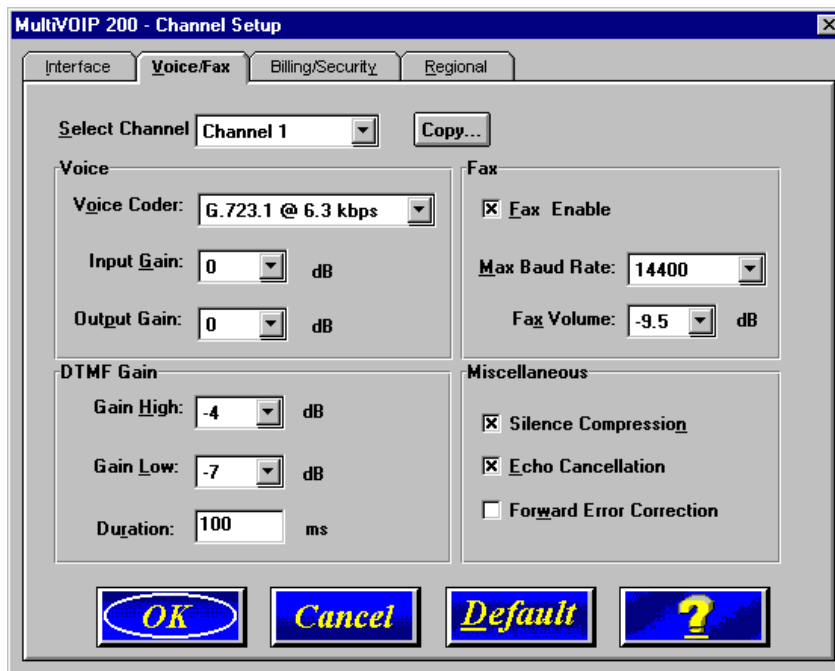 MultiVOIP 200 - Channel Setup
Interface
Voice/Fax
Billing/Security
Regional
Select Channel Channel 1 Copy...
Voice
Voice Coder: G.723.1 @ 6.3 kbps
Input Gain: 0 dB
Output Gain: 0 dB
Fax
Fax Enable
Max Baud Rate: 14400
Fax Volume: -9.5 dB
DTMF Gain
Gain High: -4 dB
Gain Low: -7 dB
Duration: 100 ms
Miscellaneous
Silence Compression
Echo Cancellation
Forward Error Correction
OK
Cancel
Default
?